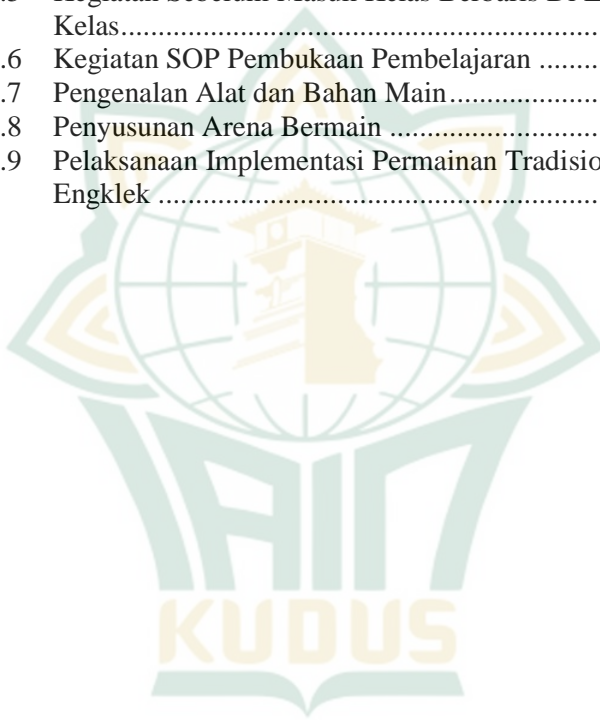 Kelas.......................................................................
.6 Kegiatan SOP Pembukaan Pembelajaran .........
.7 Pengenalan Alat dan Bahan Main.....................
.8 Penyusunan Arena Bermain .............................
.9 Pelaksanaan Implementasi Permainan
Engklek ...........................................................
IAIN
KUDUS